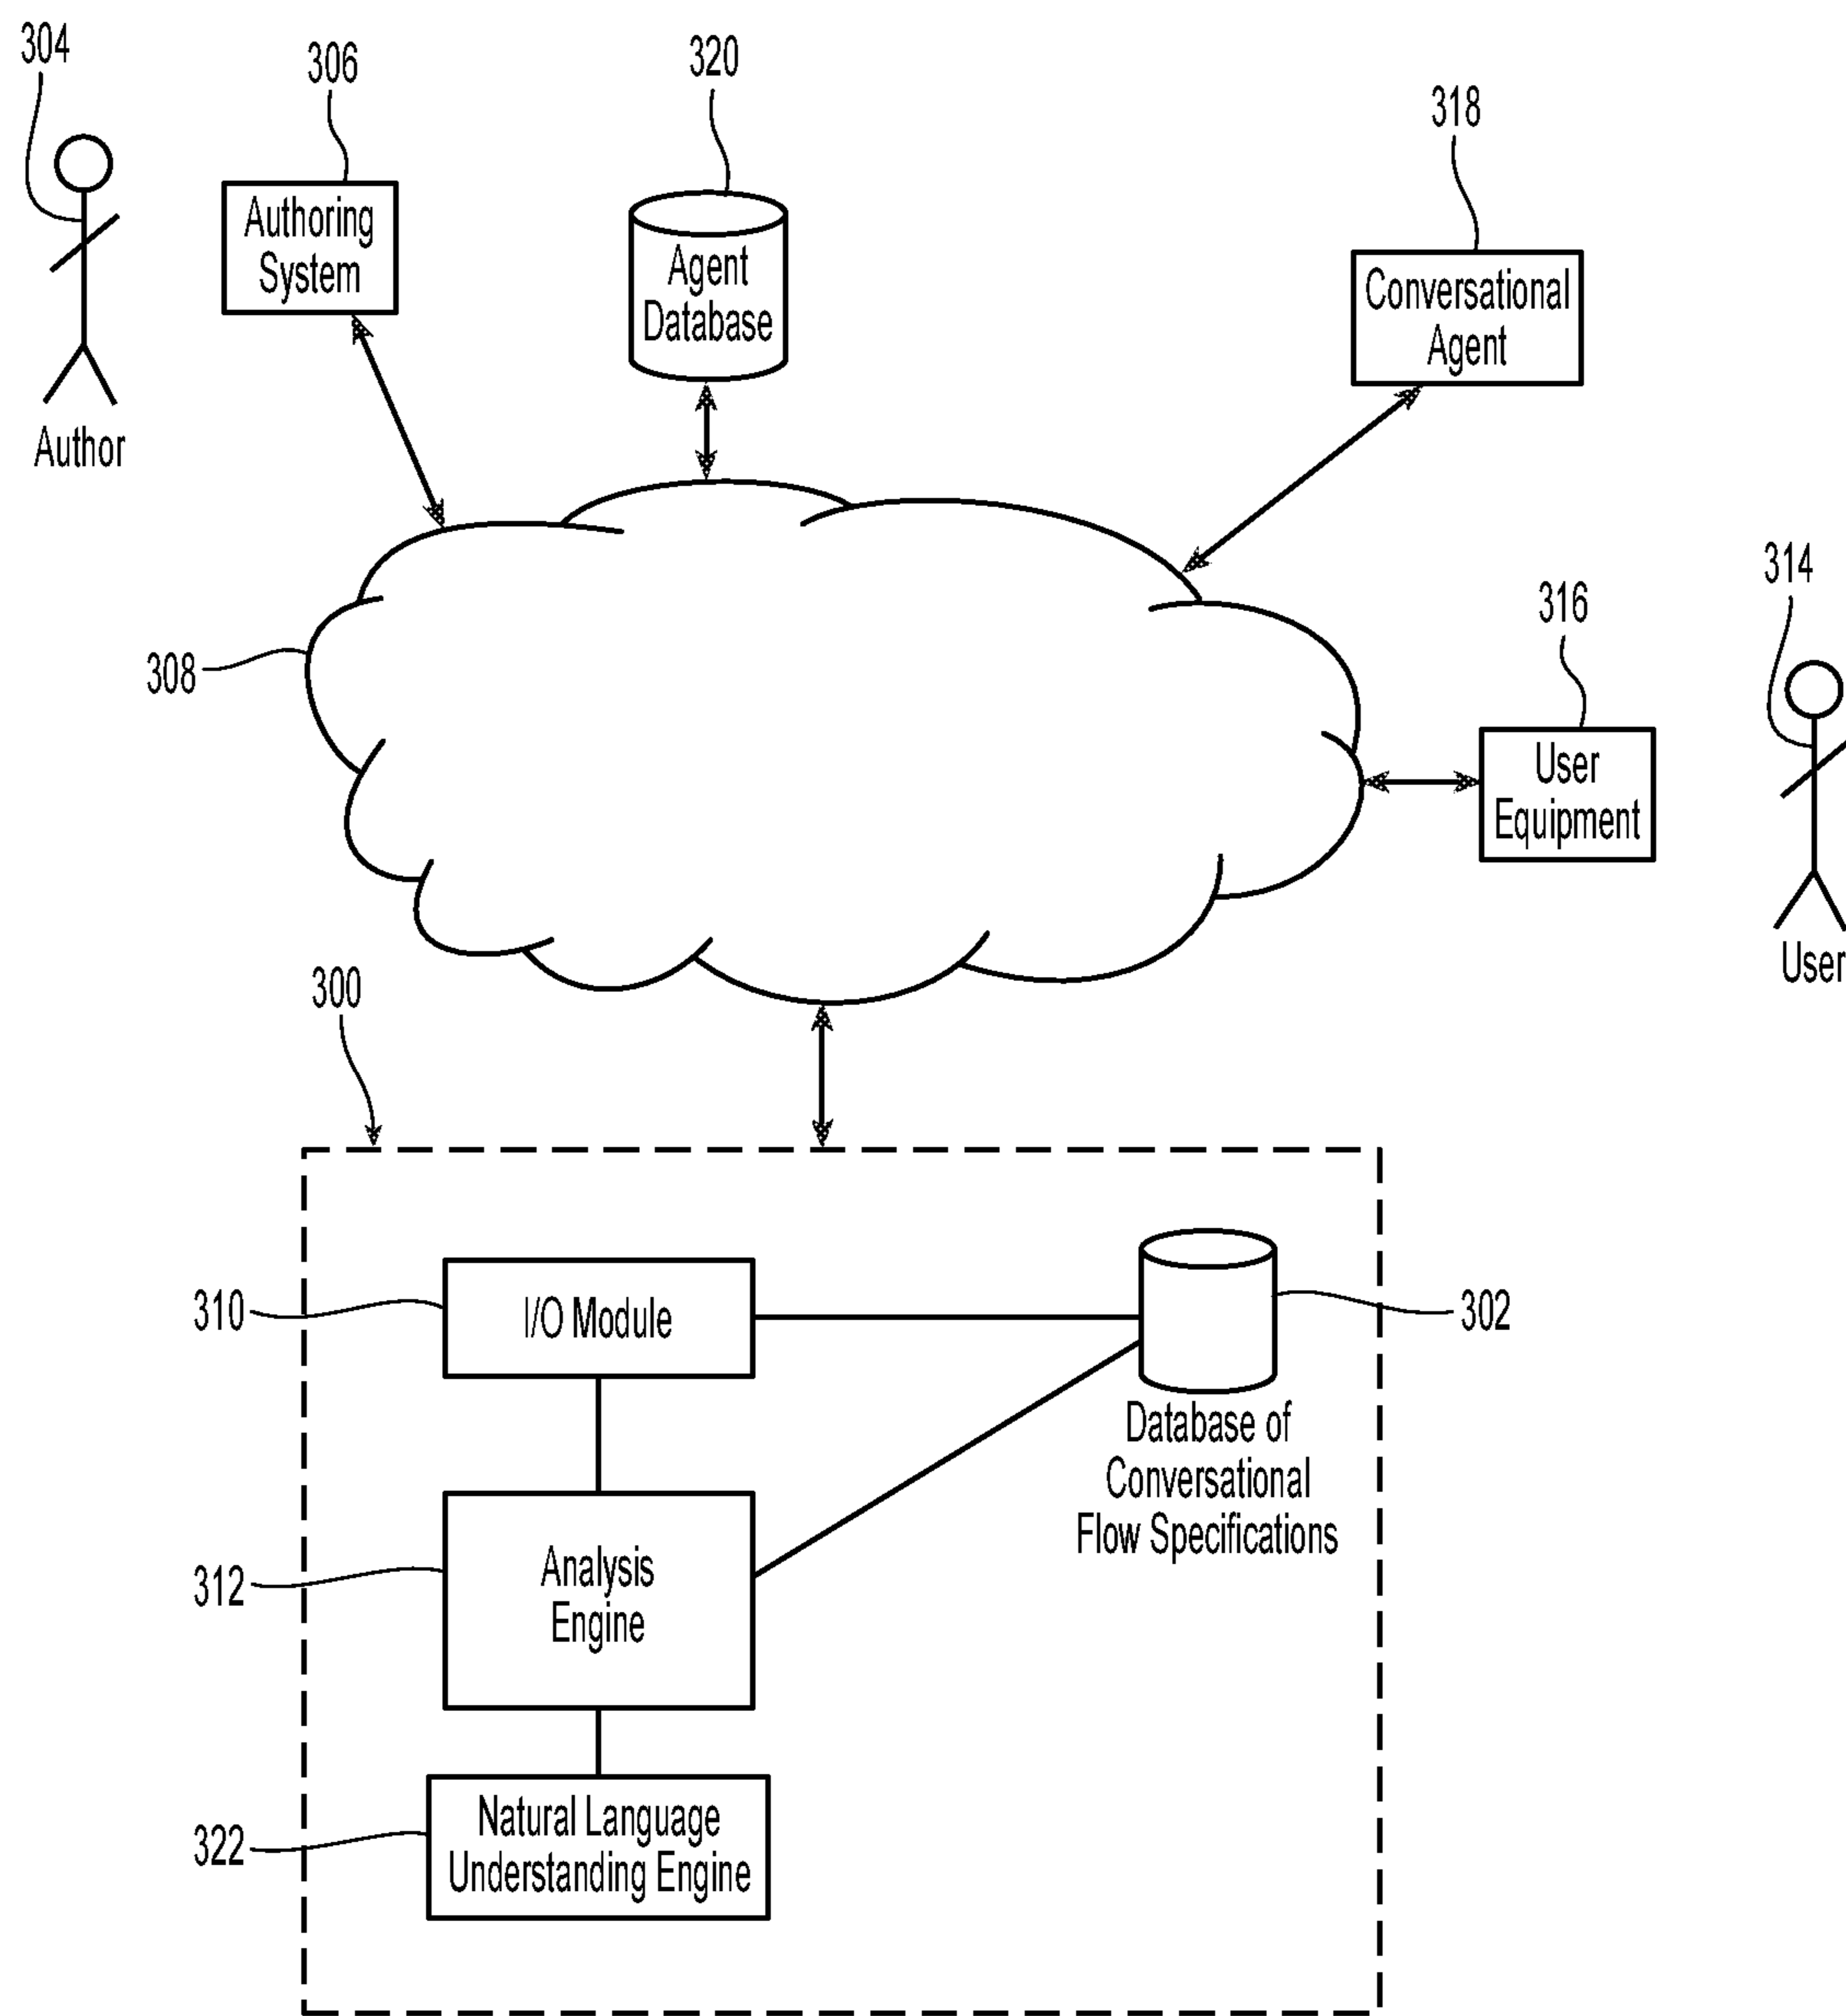 304
306
320
318
Authoring
System
Agent
Database
Conversational
Agent
Author
314
316
308
User
Equipment
User
300
310
I/O Module
302
Database of
Conversational
Flow Specifications
312
Analysis
Engine
322
Natural Language
Understanding Engine